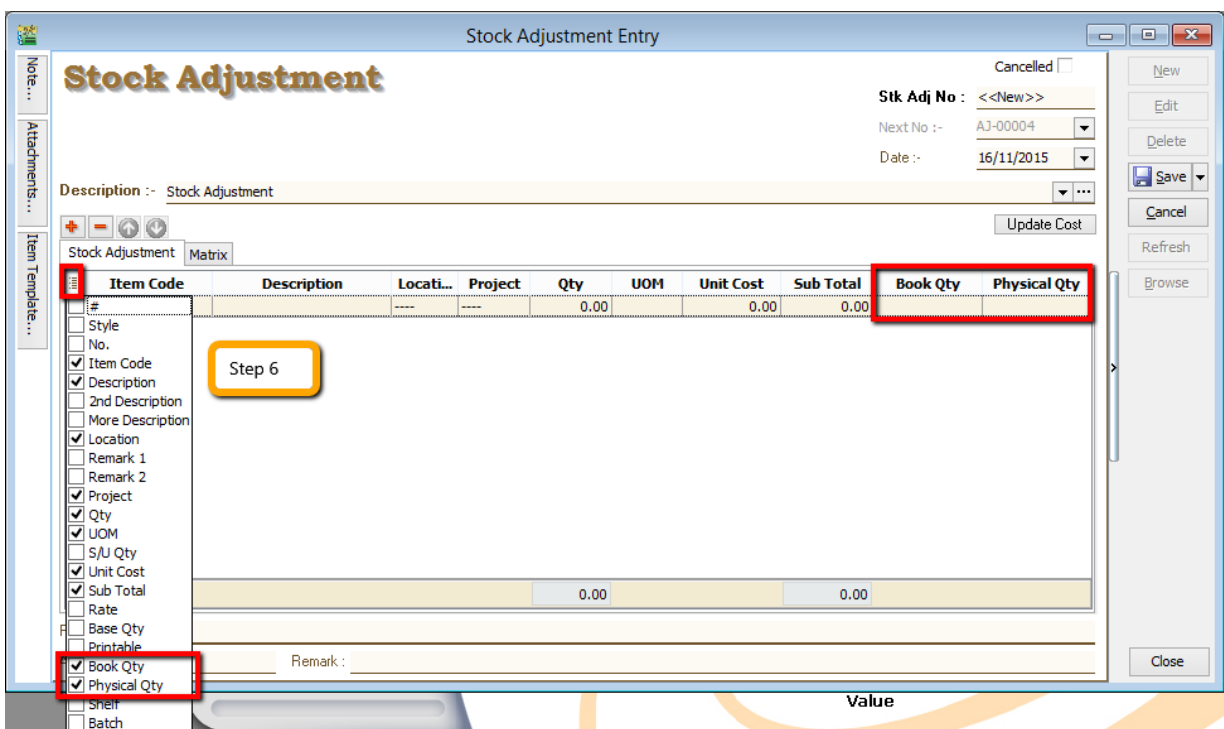 Stock Adjustment Entry
Note...
Attachments...
Item Template...
Stock Adjustment
Cancelled
Stk Adj No : <<New>>
Next No :- AJ-00004
Date :- 16/11/2015
Description :- Stock Adjustment
Update Cost
Stock Adjustment Matrix
Item Code Description Locati... Project Qty UOM Unit Cost Sub Total Book Qty Physical Qty
# ---- ---- 0.00 0.00 0.00
Style
No.
Item Code
Description
2nd Description
More Description
Location
Remark 1
Remark 2
Project
Qty
UOM
S/U Qty
Unit Cost
Sub Total
Rate
Base Qty
Printable
Book Qty
Physical Qty
Shelf
Batch
Step 6
0.00 0.00
Remark :
New
Edit
Delete
Save
Cancel
Refresh
Browse
Close
Value